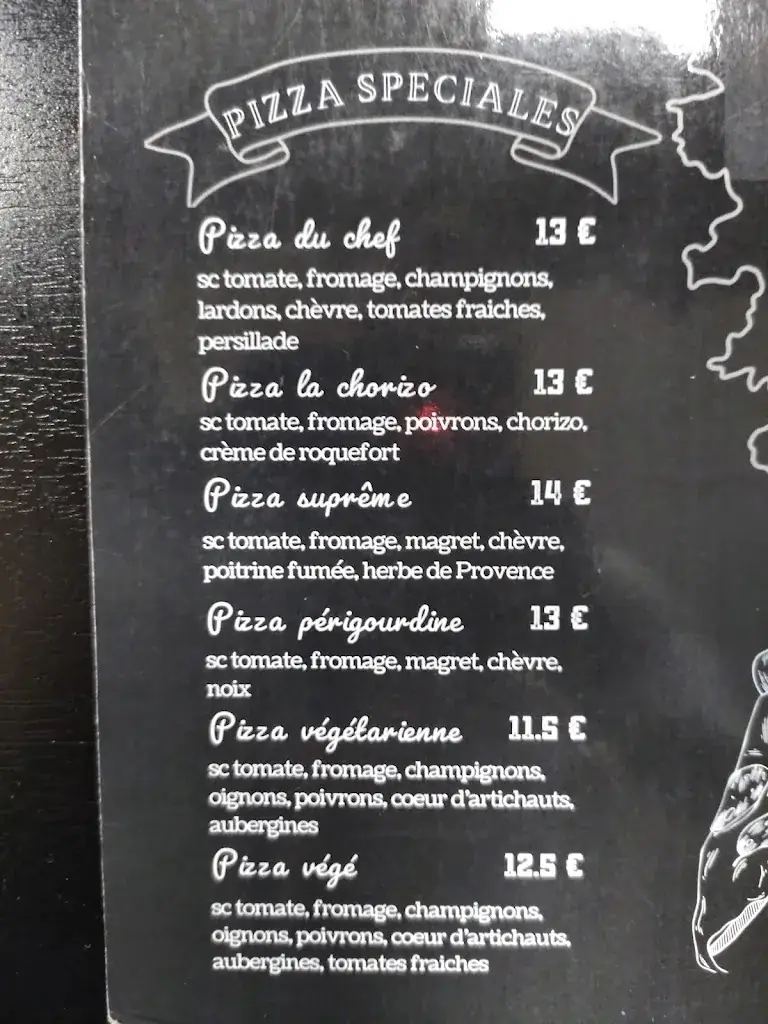 PIZZA SPECIALES
Pizza du chef 13 €
sc tomate, fromage, champignons,
lardons, chèvre, tomates fraiches,
persillade
Pizza la chorizo 13 €
sc tomate, fromage, poivrons, chorizo,
crème de roquefort
Pizza suprême 14 €
sc tomate, fromage, magret, chèvre,
poitrine fumée, herbe de Provence
Pizza périgourdine 13 €
sc tomate, fromage, magret, chèvre,
noix
Pizza végétarienne 11.5 €
sc tomate, fromage, champignons,
oignons, poivrons, coeur d'artichauts,
aubergines
Pizza végé 12.5 €
sc tomate, fromage, champignons,
oignons, poivrons, coeur d'artichauts,
aubergines, tomates fraiches